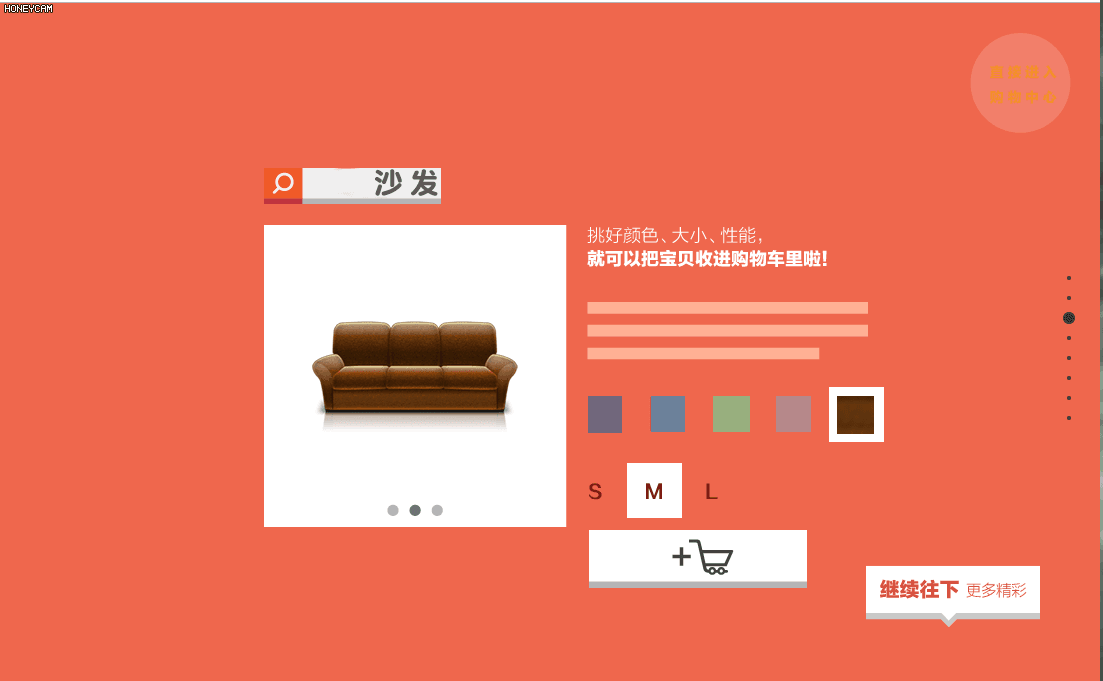 HONEYCAM
沙发
挑好颜色、大小、性能，
就可以把宝贝收进购物车里啦！
S M L
继续往下 更多精彩